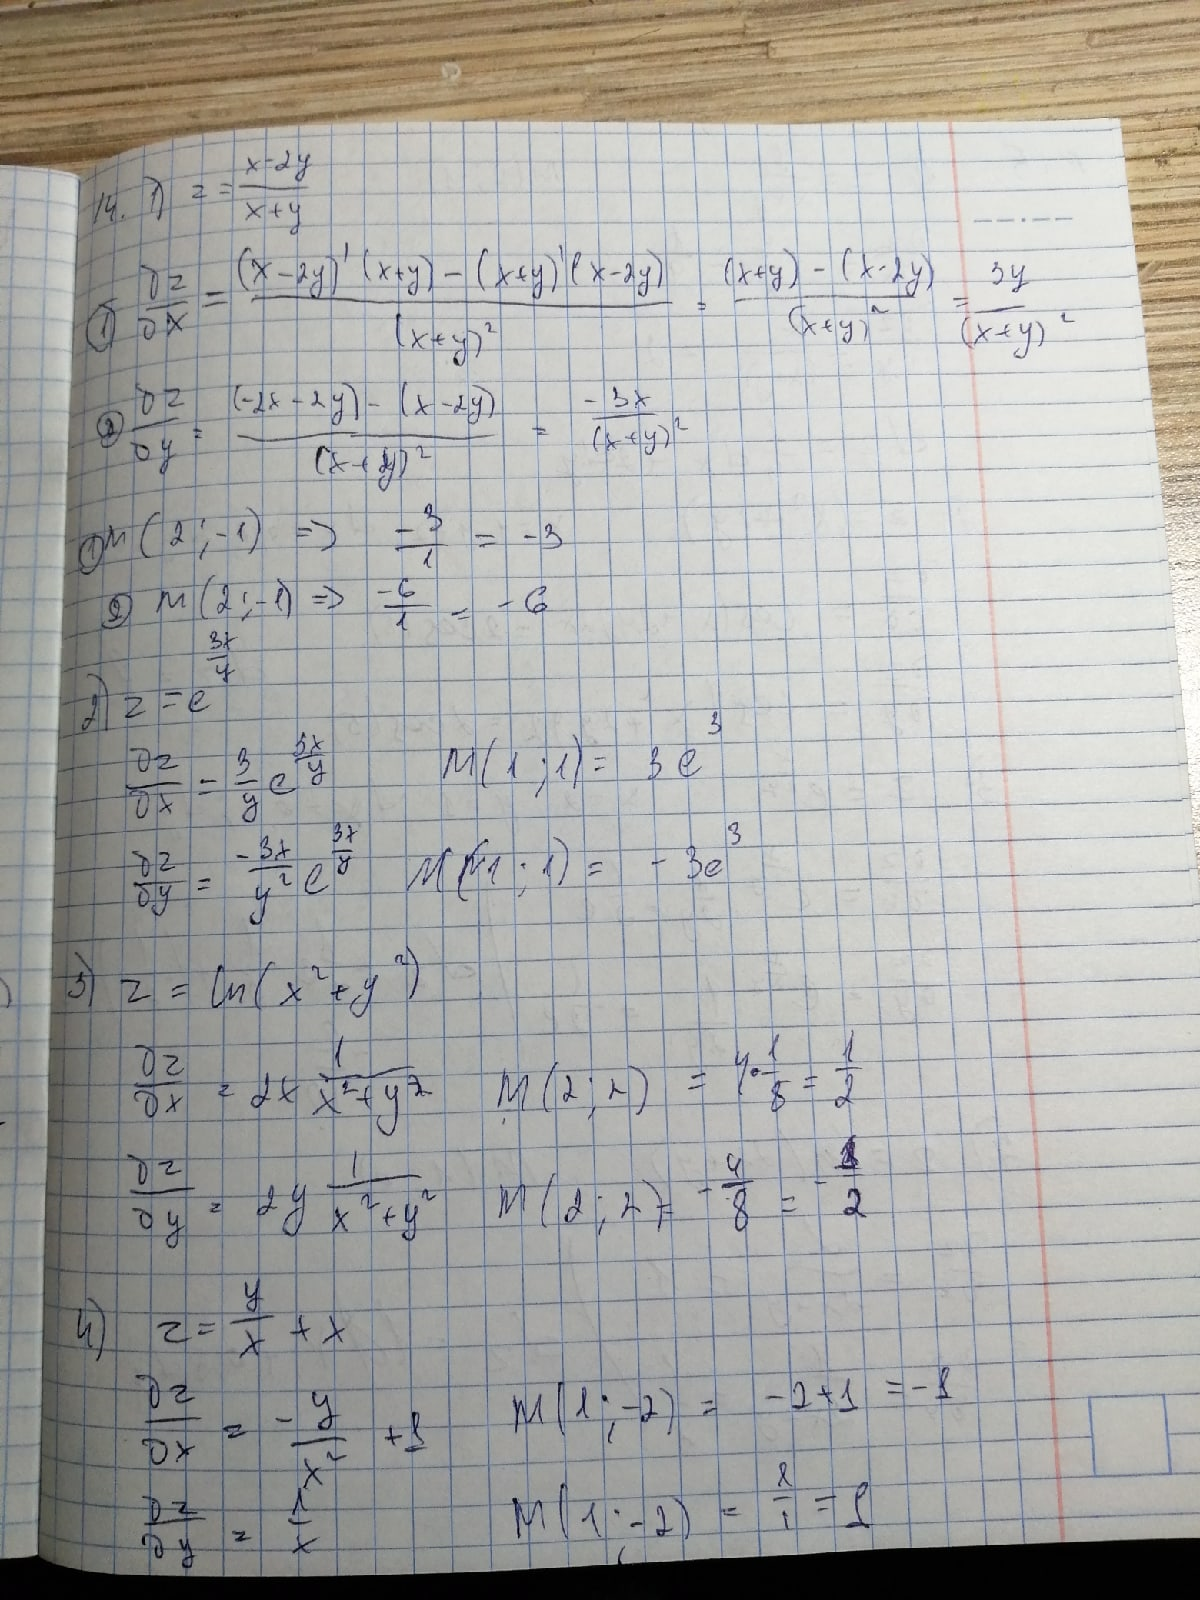 14. 1) z = (x-2y)/(x+y)
① ∂z/∂x = ((x-2y)'(x+y) - (x+y)'(x-2y))/(x+y)² = ((x+y) - (x-2y))/(x+y)² = 3y/(x+y)²
② ∂z/∂y = ((-2x-2y) - (x-2y))/(x+y)² = -3x/(x+y)²
① M(2;-1) => -3/1 = -3
② M(2;-1) => -6/1 = -6
2) z = e^(3x/y)
∂z/∂x = 3/y e^(3x/y) M(1;1) = 3e³
∂z/∂y = -3x/y² e^(3x/y) M(1;1) = -3e³
3) z = ln(x²+y²)
∂z/∂x = 2x 1/(x²+y²) M(2;2) = 4·1/8 = 1/2
∂z/∂y = 2y 1/(x²+y²) M(2;2) = -4/8 = -1/2
4) z = y/x + x
∂z/∂x = -y/x² + 1 M(1;-2) = -2+1 = -1
∂z/∂y = 1/x M(1;-2) = 1/1 = 1